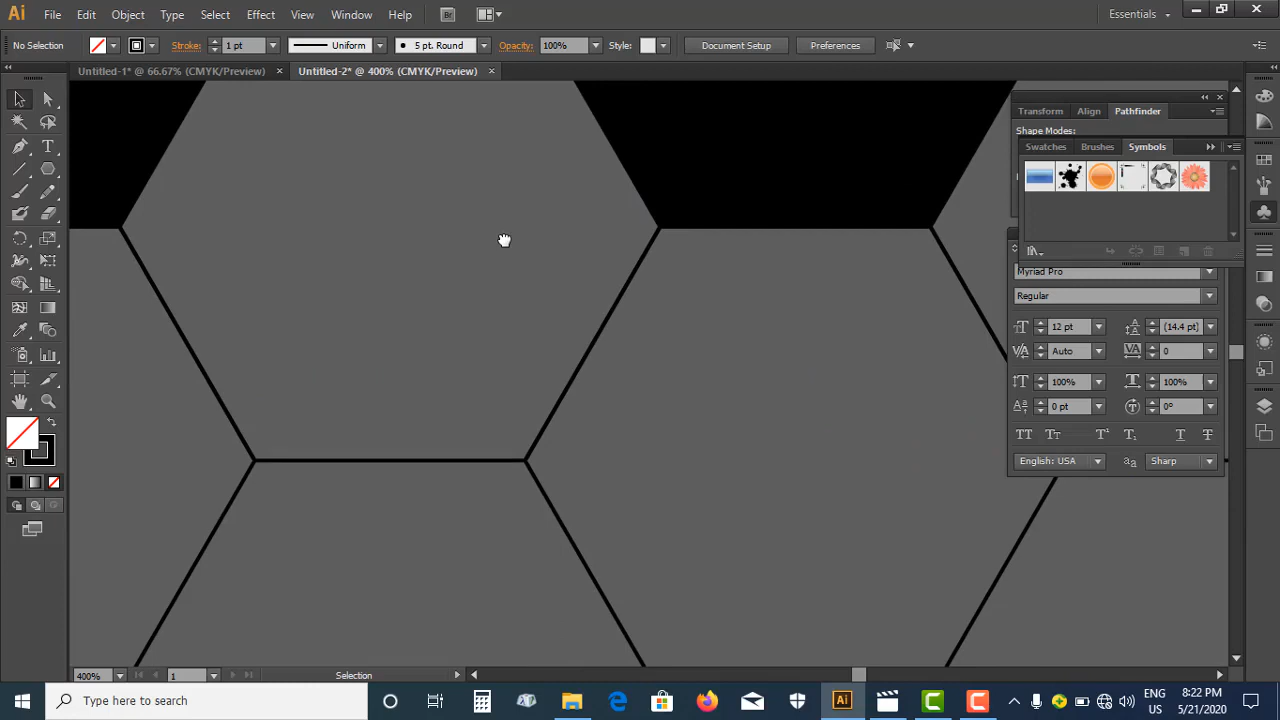 Ai File Edit Object Type Select Effect View Window Help Br Essentials
No Selection Stroke: 1 pt Uniform 5 pt. Round Opacity: 100% Style: Document Setup Preferences
Untitled-1* @ 66.67% (CMYK/Preview) Untitled-2* @ 400% (CMYK/Preview)
Transform Align Pathfinder
Shape Modes:
Swatches Brushes Symbols
Myriad Pro
Regular
12 pt (14.4 pt)
Auto 0
100% 100%
0 pt 0°
English: USA Sharp
400% 1 Selection
Type here to search
ENG
US
8:22 PM
5/21/2020